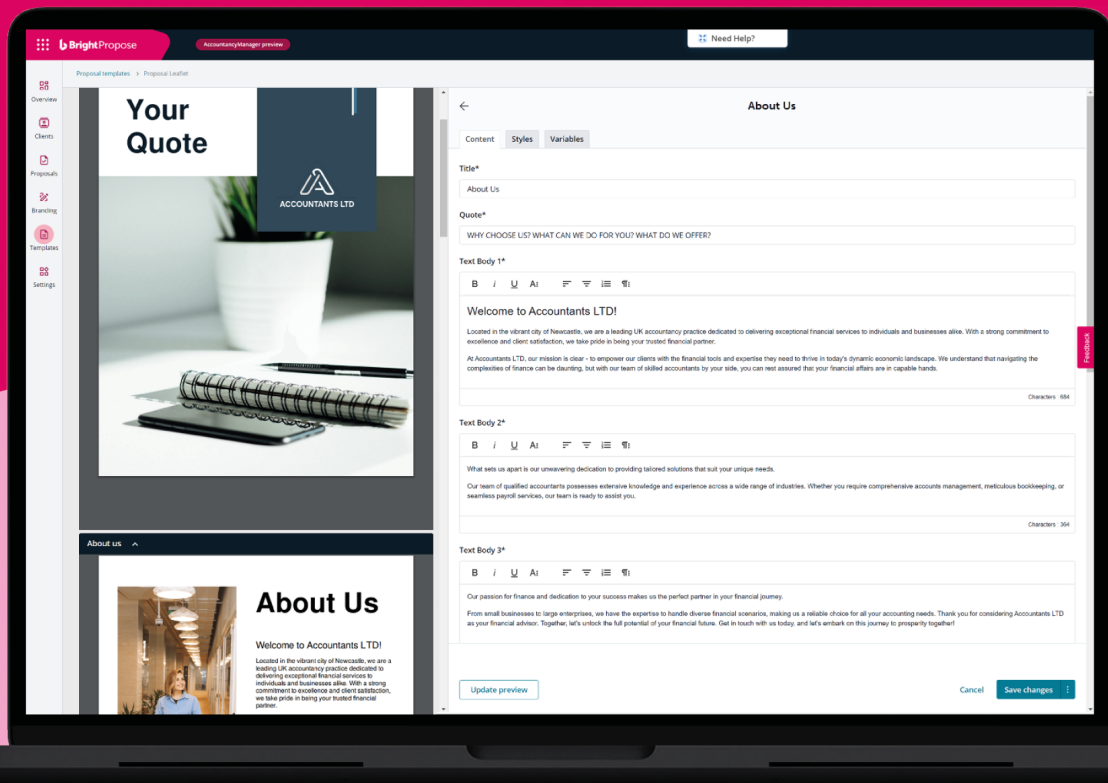 BrightPropose
AccountancyManager preview
Need Help?
Proposal templates > Proposal Leaflet
Overview
Clients
Proposals
Branding
Templates
Settings
Your
Quote
ACCOUNTANTS LTD
About us
About Us
Welcome to Accountants LTD!
Located in the vibrant city of Newcastle, we are a
leading UK accountancy practice dedicated to
delivering exceptional financial services to
individuals and businesses alike. With a strong
commitment to excellence and client satisfaction,
we take pride in being your trusted financial
partner.
About Us
Content Styles Variables
Title*
About Us
Quote*
WHY CHOOSE US? WHAT CAN WE DO FOR YOU? WHAT DO WE OFFER?
Text Body 1*
B i U A
Welcome to Accountants LTD!
Located in the vibrant city of Newcastle, we are a leading UK accountancy practice dedicated to delivering exceptional financial services to individuals and businesses alike. With a strong commitment to
excellence and client satisfaction, we take pride in being your trusted financial partner.
At Accountants LTD, our mission is clear - to empower our clients with the financial tools and expertise they need to thrive in today's dynamic economic landscape. We understand that navigating the
complexities of finance can be daunting, but with our team of skilled accountants by your side, you can rest assured that your financial affairs are in capable hands.
Characters : 684
Text Body 2*
B i U A
What sets us apart is our unwavering dedication to providing tailored solutions that suit your unique needs.
Our team of qualified accountants possesses extensive knowledge and experience across a wide range of industries. Whether you require comprehensive accounts management, meticulous bookkeeping, or
seamless payroll services, our team is ready to assist you.
Characters : 364
Text Body 3*
B i U A
Our passion for finance and dedication to your success makes us the perfect partner in your financial journey.
From small businesses to large enterprises, we have the expertise to handle diverse financial scenarios, making us a reliable choice for all your accounting needs. Thank you for considering Accountants LTD
as your financial advisor. Together, let's unlock the full potential of your financial future. Get in touch with us today, and let's embark on this journey to prosperity together!
Update preview
Cancel
Save changes
Feedback